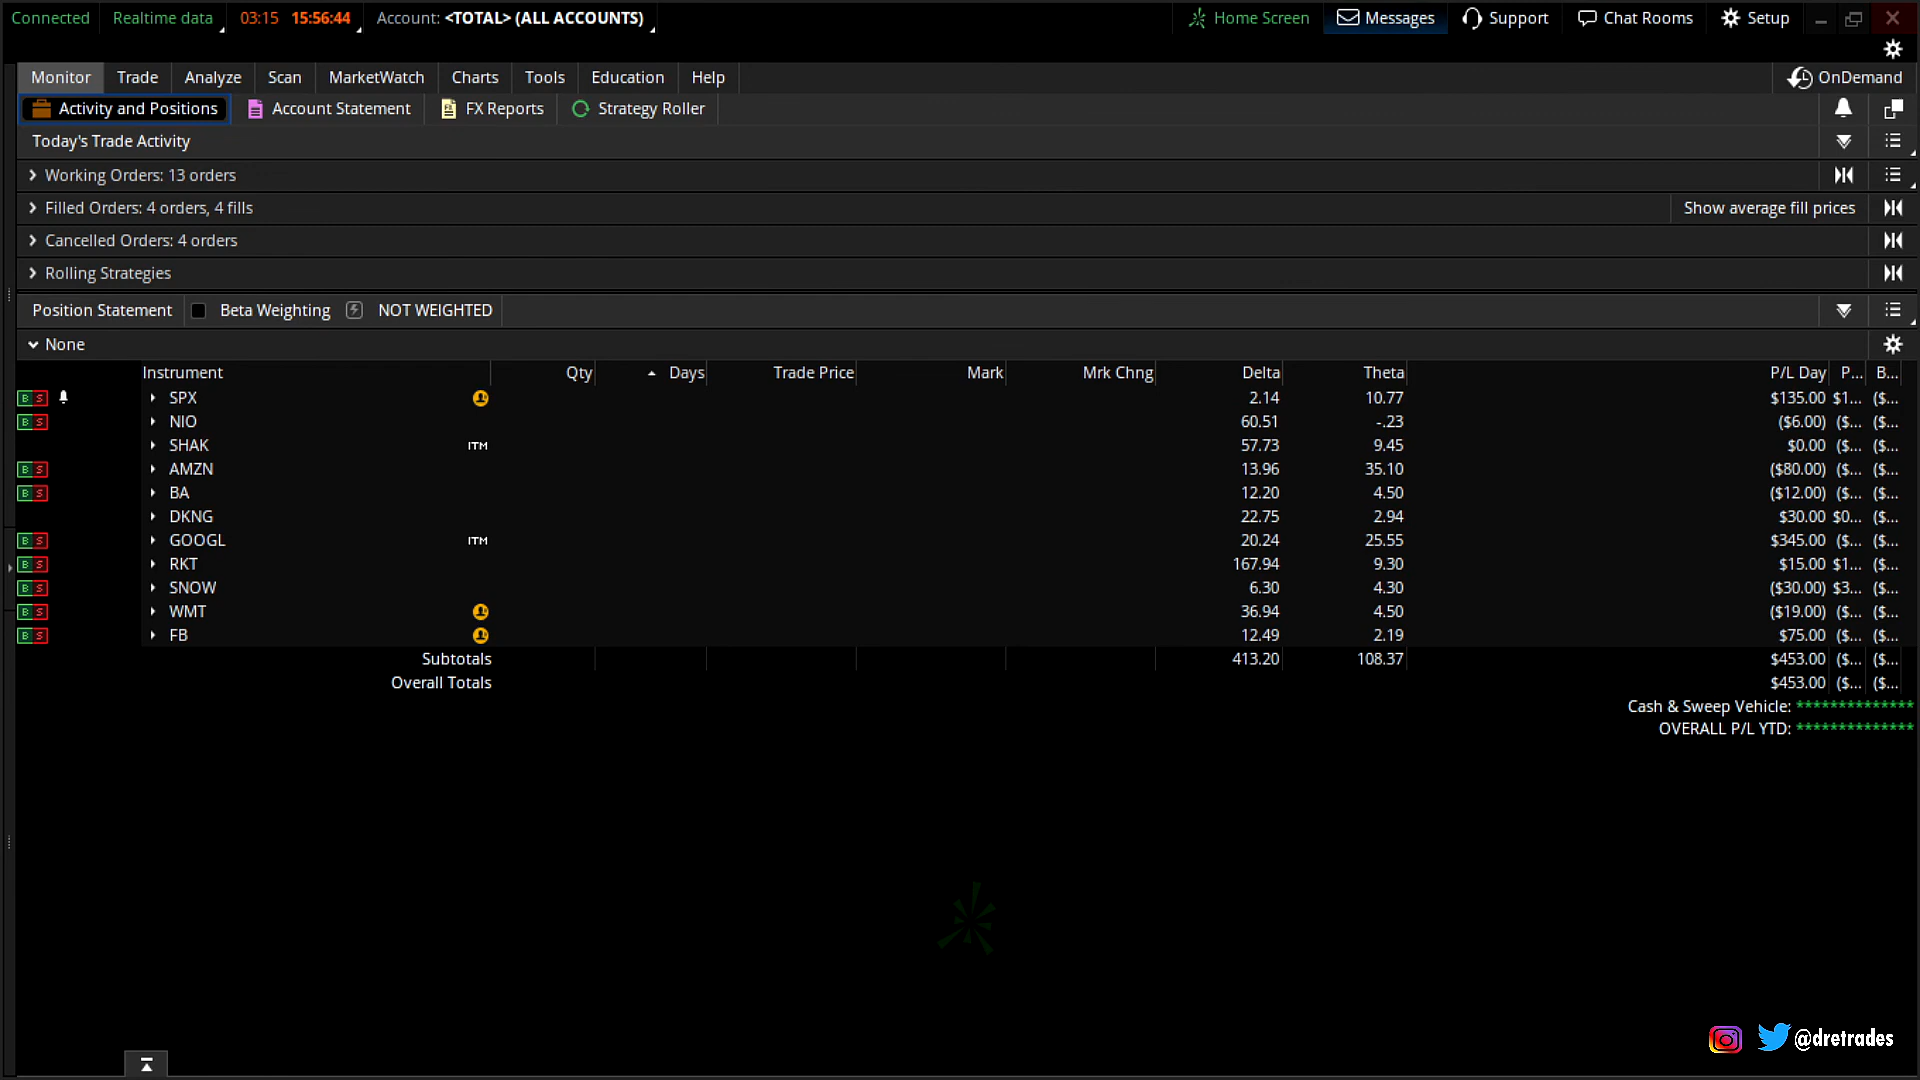 Connected Realtime data 03:15 15:56:44 Account: <TOTAL> (ALL ACCOUNTS) Home Screen Messages Support Chat Rooms Setup
Monitor Trade Analyze Scan MarketWatch Charts Tools Education Help OnDemand
Activity and Positions Account Statement FX Reports Strategy Roller
Today's Trade Activity
Working Orders: 13 orders
Filled Orders: 4 orders, 4 fills Show average fill prices
Cancelled Orders: 4 orders
Rolling Strategies
Position Statement Beta Weighting NOT WEIGHTED
None
Instrument Qty Days Trade Price Mark Mrk Chng Delta Theta P/L Day P... B...
B S SPX 2.14 10.77 $135.00 $1... ($...
B S NIO 60.51 -.23 ($6.00) ($... ($...
SHAK ITM 57.73 9.45 $0.00 ($... ($...
B S AMZN 13.96 35.10 ($80.00) ($... ($...
B S BA 12.20 4.50 ($12.00) ($... ($...
DKNG 22.75 2.94 $30.00 $0... ($...
B S GOOGL ITM 20.24 25.55 $345.00 ($... ($...
B S RKT 167.94 9.30 $15.00 $1... ($...
B S SNOW 6.30 4.30 ($30.00) $3... ($...
B S WMT 36.94 4.50 ($19.00) ($... ($...
B S FB 12.49 2.19 $75.00 ($... ($...
Subtotals 413.20 108.37 $453.00 ($... ($...
Overall Totals $453.00 ($... ($...
Cash & Sweep Vehicle: **************
OVERALL P/L YTD: **************
@dretrades